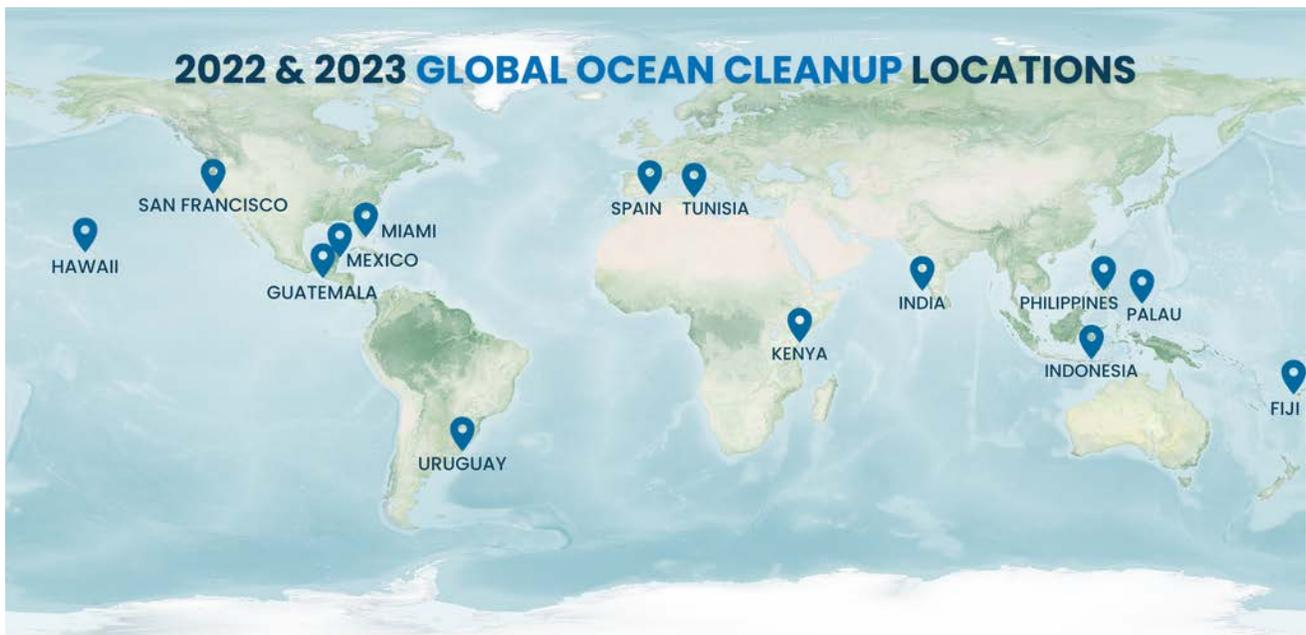 2022 & 2023 GLOBAL OCEAN CLEANUP LOCATIONS
SAN FRANCISCO
HAWAII
MIAMI
MEXICO
GUATEMALA
URUGUAY
SPAIN
TUNISIA
KENYA
INDIA
PHILIPPINES
PALAU
INDONESIA
FIJI